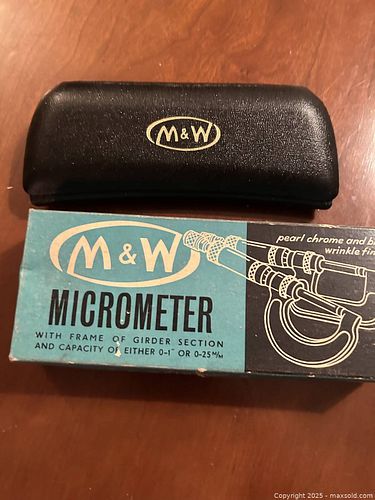 M&W
M&W
pearl chrome and b
wrinkle fin
MICROMETER
WITH FRAME OF GIRDER SECTION
AND CAPACITY OF EITHER 0-1" OR 0-25 M/M
Copyright 2025 - maxsold.com